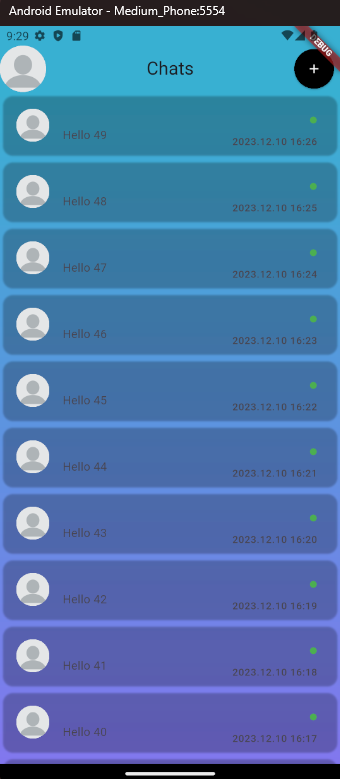 Android Emulator - Medium_Phone:5554
9:29
DEBUG
Chats
+
Hello 49
2023.12.10 16:26
Hello 48
2023.12.10 16:25
Hello 47
2023.12.10 16:24
Hello 46
2023.12.10 16:23
Hello 45
2023.12.10 16:22
Hello 44
2023.12.10 16:21
Hello 43
2023.12.10 16:20
Hello 42
2023.12.10 16:19
Hello 41
2023.12.10 16:18
Hello 40
2023.12.10 16:17